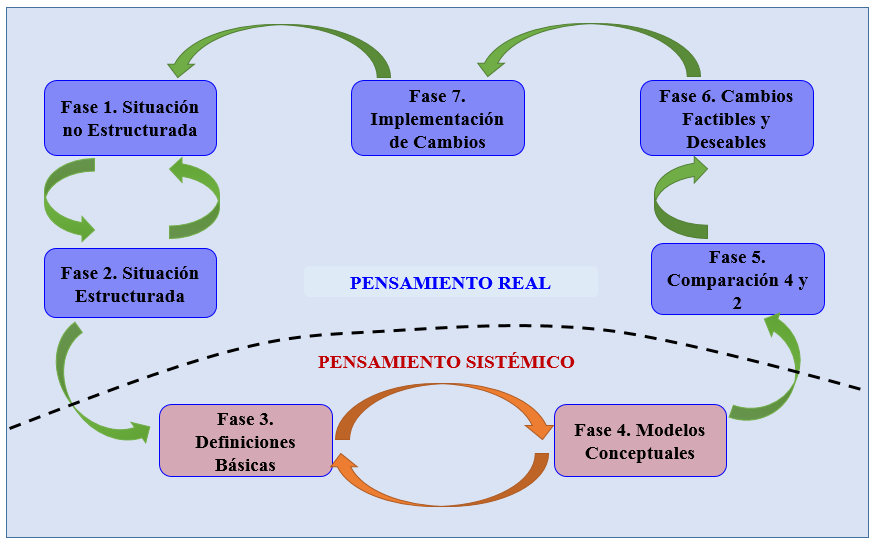 Fase 1. Situación
no Estructurada
Fase 7.
Implementación
de Cambios
Fase 6. Cambios
Factibles y
Deseables
Fase 2. Situación
Estructurada
Fase 5.
Comparación 4 y
2
PENSAMIENTO REAL
PENSAMIENTO SISTÉMICO
Fase 3.
Definiciones
Básicas
Fase 4. Modelos
Conceptuales